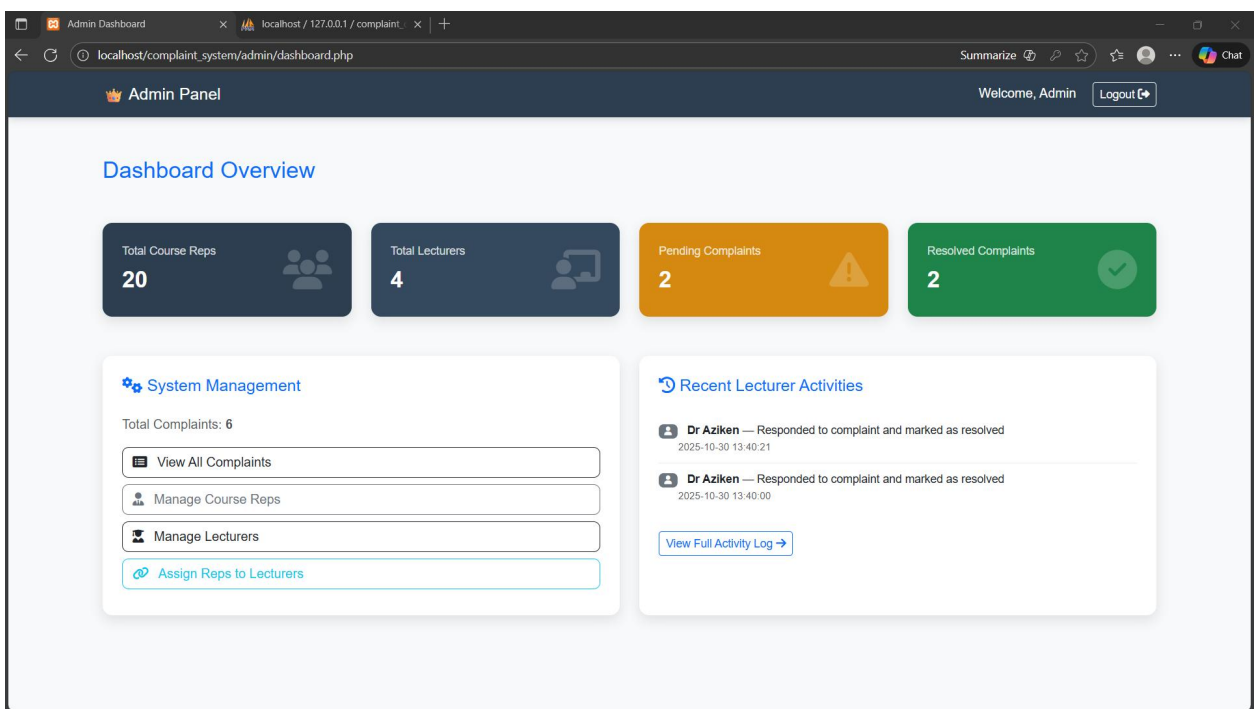 Admin Dashboard
localhost / 127.0.0.1 / complaint_
localhost/complaint_system/admin/dashboard.php
Summarize
Chat
Admin Panel
Welcome, Admin
Logout
Dashboard Overview
Total Course Reps
20
Total Lecturers
4
Pending Complaints
2
Resolved Complaints
2
System Management
Total Complaints: 6
View All Complaints
Manage Course Reps
Manage Lecturers
Assign Reps to Lecturers
Recent Lecturer Activities
Dr Aziken — Responded to complaint and marked as resolved
2025-10-30 13:40:21
Dr Aziken — Responded to complaint and marked as resolved
2025-10-30 13:40:00
View Full Activity Log